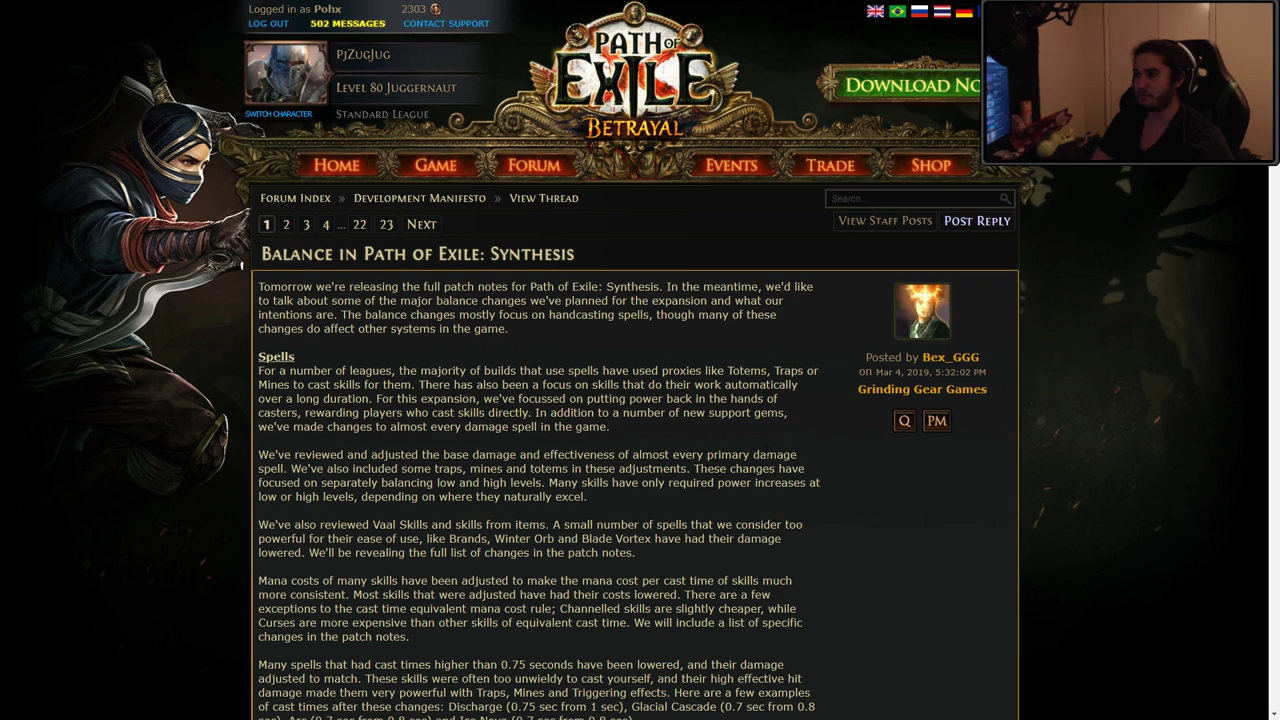 Logged in as Pohx
2303
LOG OUT
502 MESSAGES
CONTACT SUPPORT
PjZugJug
Level 80 Juggernaut
SWITCH CHARACTER
Standard League
PATH OF EXILE
BETRAYAL
Download No
Home
Game
Forum
Events
Trade
Shop
Forum Index » Development Manifesto » View Thread
Search...
1 2 3 4 ... 22 23 Next
View Staff Posts
Post Reply
Balance in Path of Exile: Synthesis
Tomorrow we're releasing the full patch notes for Path of Exile: Synthesis. In the meantime, we'd like
to talk about some of the major balance changes we've planned for the expansion and what our
intentions are. The balance changes mostly focus on handcasting spells, though many of these
changes do affect other systems in the game.
Spells
For a number of leagues, the majority of builds that use spells have used proxies like Totems, Traps or
Mines to cast skills for them. There has also been a focus on skills that do their work automatically
over a long duration. For this expansion, we've focussed on putting power back in the hands of
casters, rewarding players who cast skills directly. In addition to a number of new support gems,
we've made changes to almost every damage spell in the game.
We've reviewed and adjusted the base damage and effectiveness of almost every primary damage
spell. We've also included some traps, mines and totems in these adjustments. These changes have
focused on separately balancing low and high levels. Many skills have only required power increases at
low or high levels, depending on where they naturally excel.
We've also reviewed Vaal Skills and skills from items. A small number of spells that we consider too
powerful for their ease of use, like Brands, Winter Orb and Blade Vortex have had their damage
lowered. We'll be revealing the full list of changes in the patch notes.
Mana costs of many skills have been adjusted to make the mana cost per cast time of skills much
more consistent. Most skills that were adjusted have had their costs lowered. There are a few
exceptions to the cast time equivalent mana cost rule; Channelled skills are slightly cheaper, while
Curses are more expensive than other skills of equivalent cast time. We will include a list of specific
changes in the patch notes.
Many spells that had cast times higher than 0.75 seconds have been lowered, and their damage
adjusted to match. These skills were often too unwieldy to cast yourself, and their high effective hit
damage made them very powerful with Traps, Mines and Triggering effects. Here are a few examples
of cast times after these changes: Discharge (0.75 sec from 1 sec), Glacial Cascade (0.7 sec from 0.8
sec), Arc (0.7 sec from 0.8 sec) and Ice Nova (0.7 sec from 0.8 sec).
Posted by Bex_GGG
on Mar 4, 2019, 5:32:02 PM
Grinding Gear Games
Q
PM